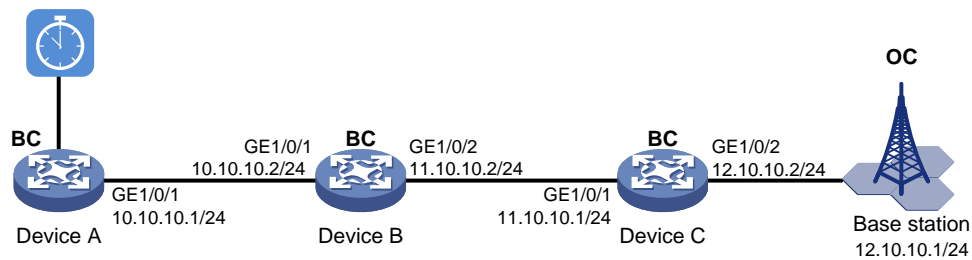 OC
BC
GE1/0/1
10.10.10.1/24
Device A
GE1/0/1
10.10.10.2/24
BC
GE1/0/2
11.10.10.2/24
Device B
GE1/0/1
11.10.10.1/24
BC
GE1/0/2
12.10.10.2/24
Device C
Base station
12.10.10.1/24